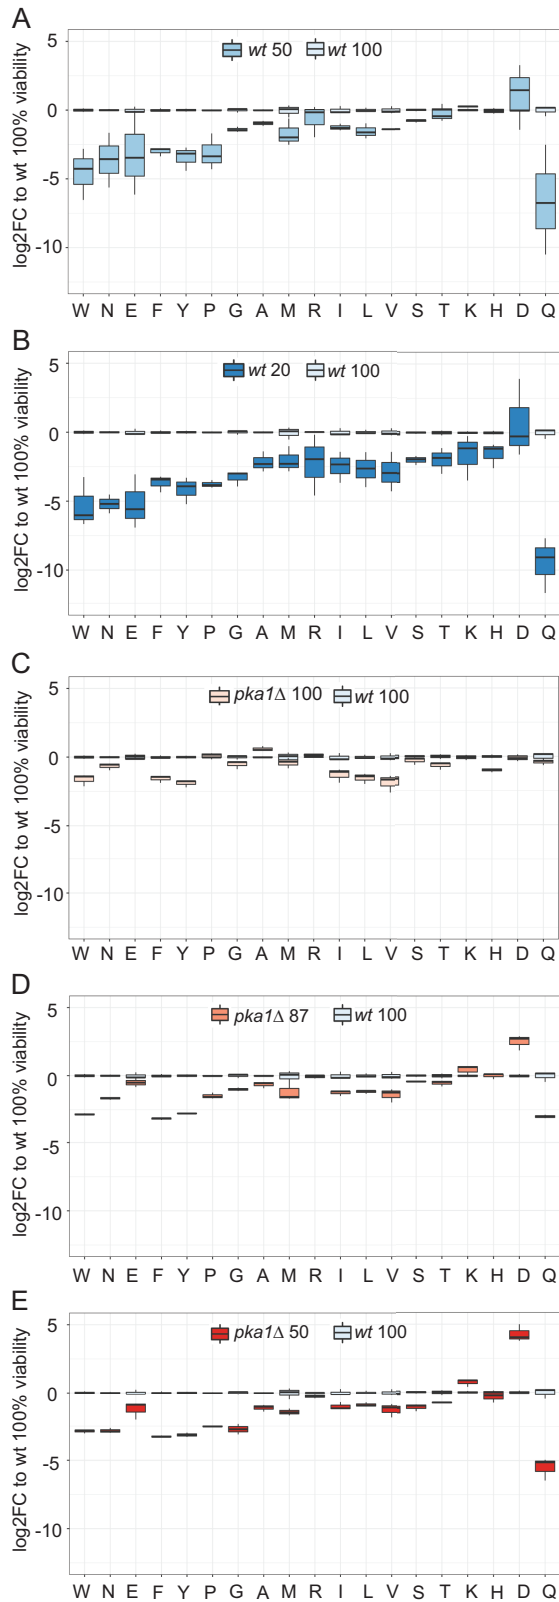 A
wt 50 wt 100
log2FC to wt 100% viability
5
0
-5
-10
W N E F Y P G A M R I L V S T K H D Q
B
wt 20 wt 100
log2FC to wt 100% viability
5
0
-5
-10
W N E F Y P G A M R I L V S T K H D Q
C
pka1Δ 100 wt 100
log2FC to wt 100% viability
5
0
-5
-10
W N E F Y P G A M R I L V S T K H D Q
D
pka1Δ 87 wt 100
log2FC to wt 100% viability
5
0
-5
-10
W N E F Y P G A M R I L V S T K H D Q
E
pka1Δ 50 wt 100
log2FC to wt 100% viability
5
0
-5
-10
W N E F Y P G A M R I L V S T K H D Q